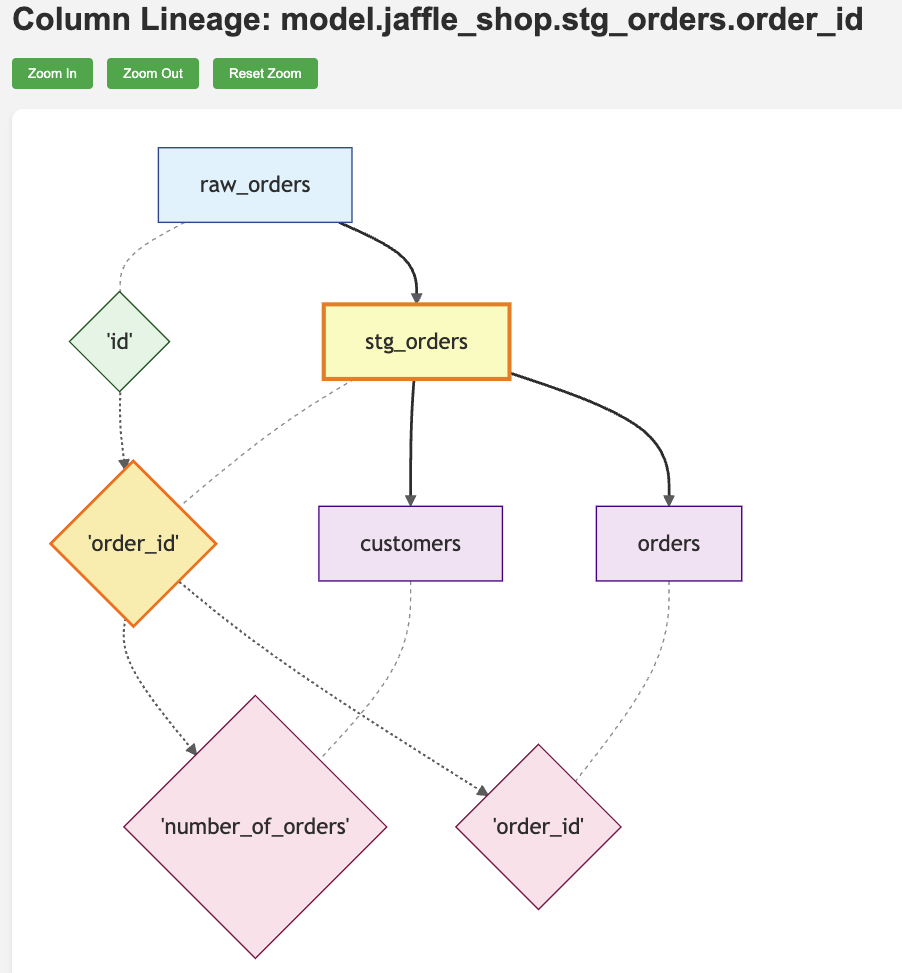 Column Lineage: model.jaffle_shop.stg_orders.order_id
Zoom In
Zoom Out
Reset Zoom
raw_orders
'id'
stg_orders
'order_id'
customers
orders
'number_of_orders'
'order_id'